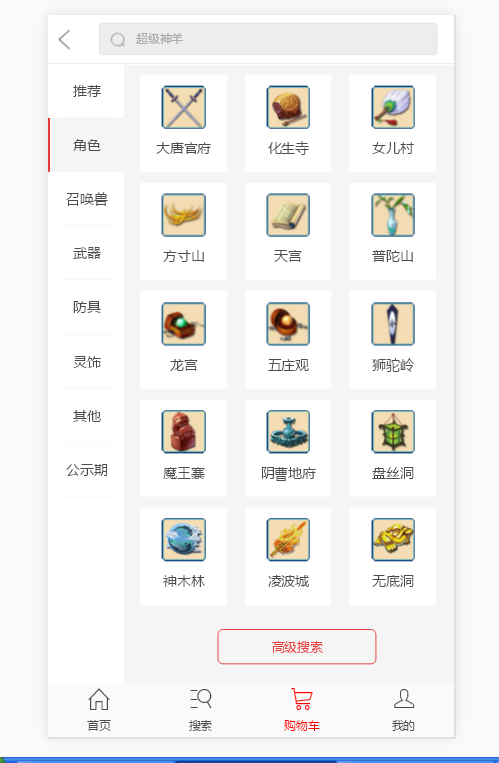 超级神羊
推荐
角色
召唤兽
武器
防具
灵饰
其他
公示期
大唐官府
化生寺
女儿村
方寸山
天宫
普陀山
龙宫
五庄观
狮驼岭
魔王寨
阴曹地府
盘丝洞
神木林
凌波城
无底洞
高级搜索
首页
搜索
购物车
我的